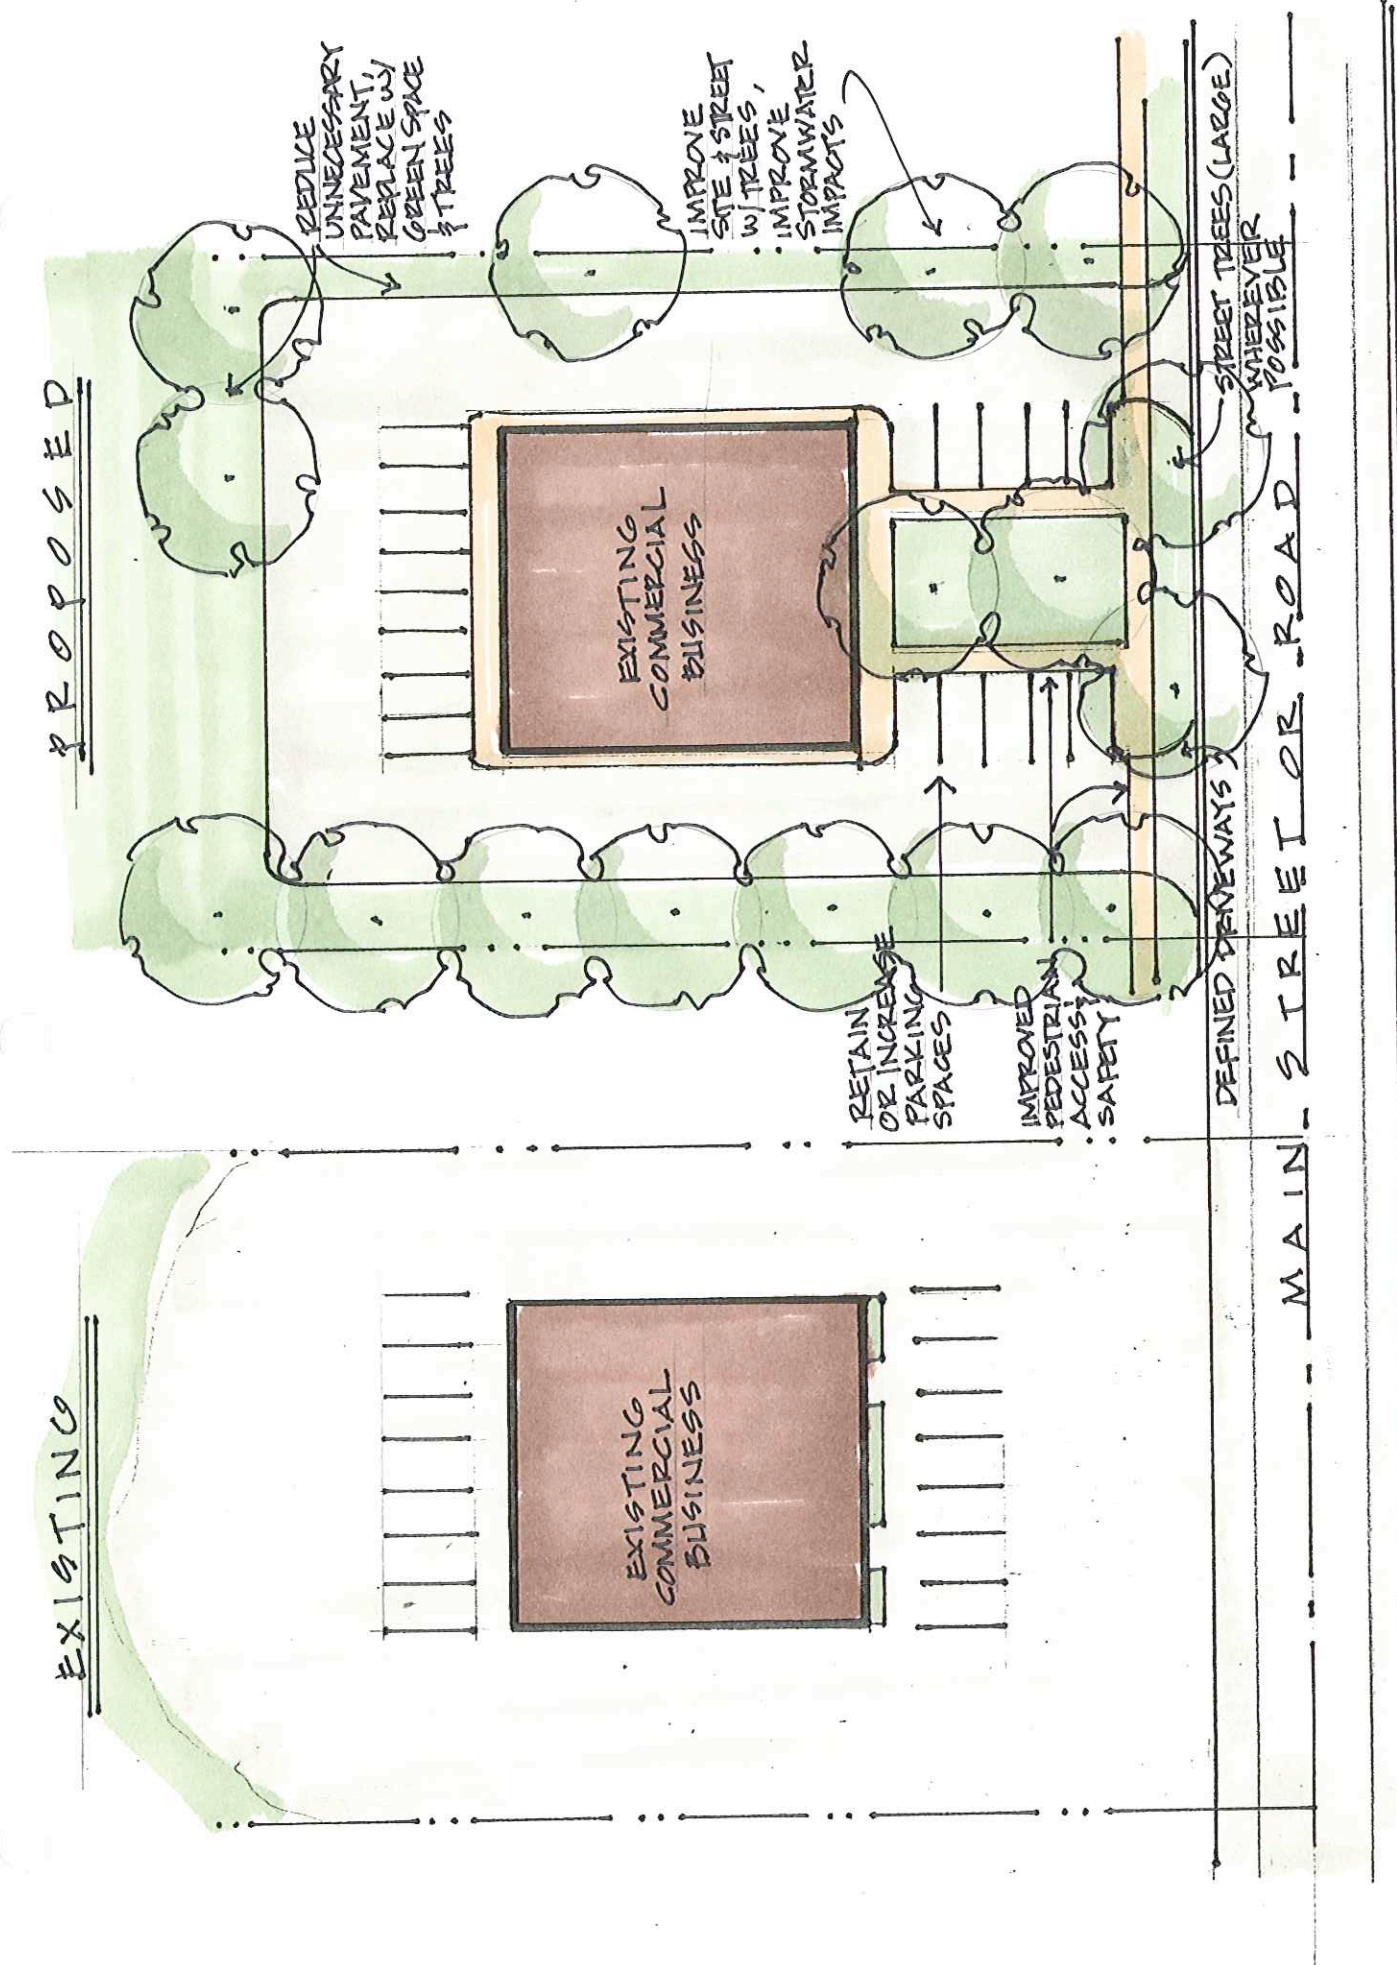 EXISTING
EXISTING
COMMERCIAL
BUSINESS
PROPOSED
REDUCE
UNNECESSARY
PAVEMENT,
REPLACE W/
GREEN SPACE
& TREES
EXISTING
COMMERCIAL
BUSINESS
IMPROVE
SITE & STREET
W/ TREES,
IMPROVE
STORMWATER
IMPACTS
RETAIN
OR INCREASE
PARKING
SPACES
IMPROVED
PEDESTRIAN
ACCESS &
SAFETY
DEFINED DRIVEWAYS
STREET TREES (LARGE)
WHEREVER
POSSIBLE
MAIN STREET OR ROAD